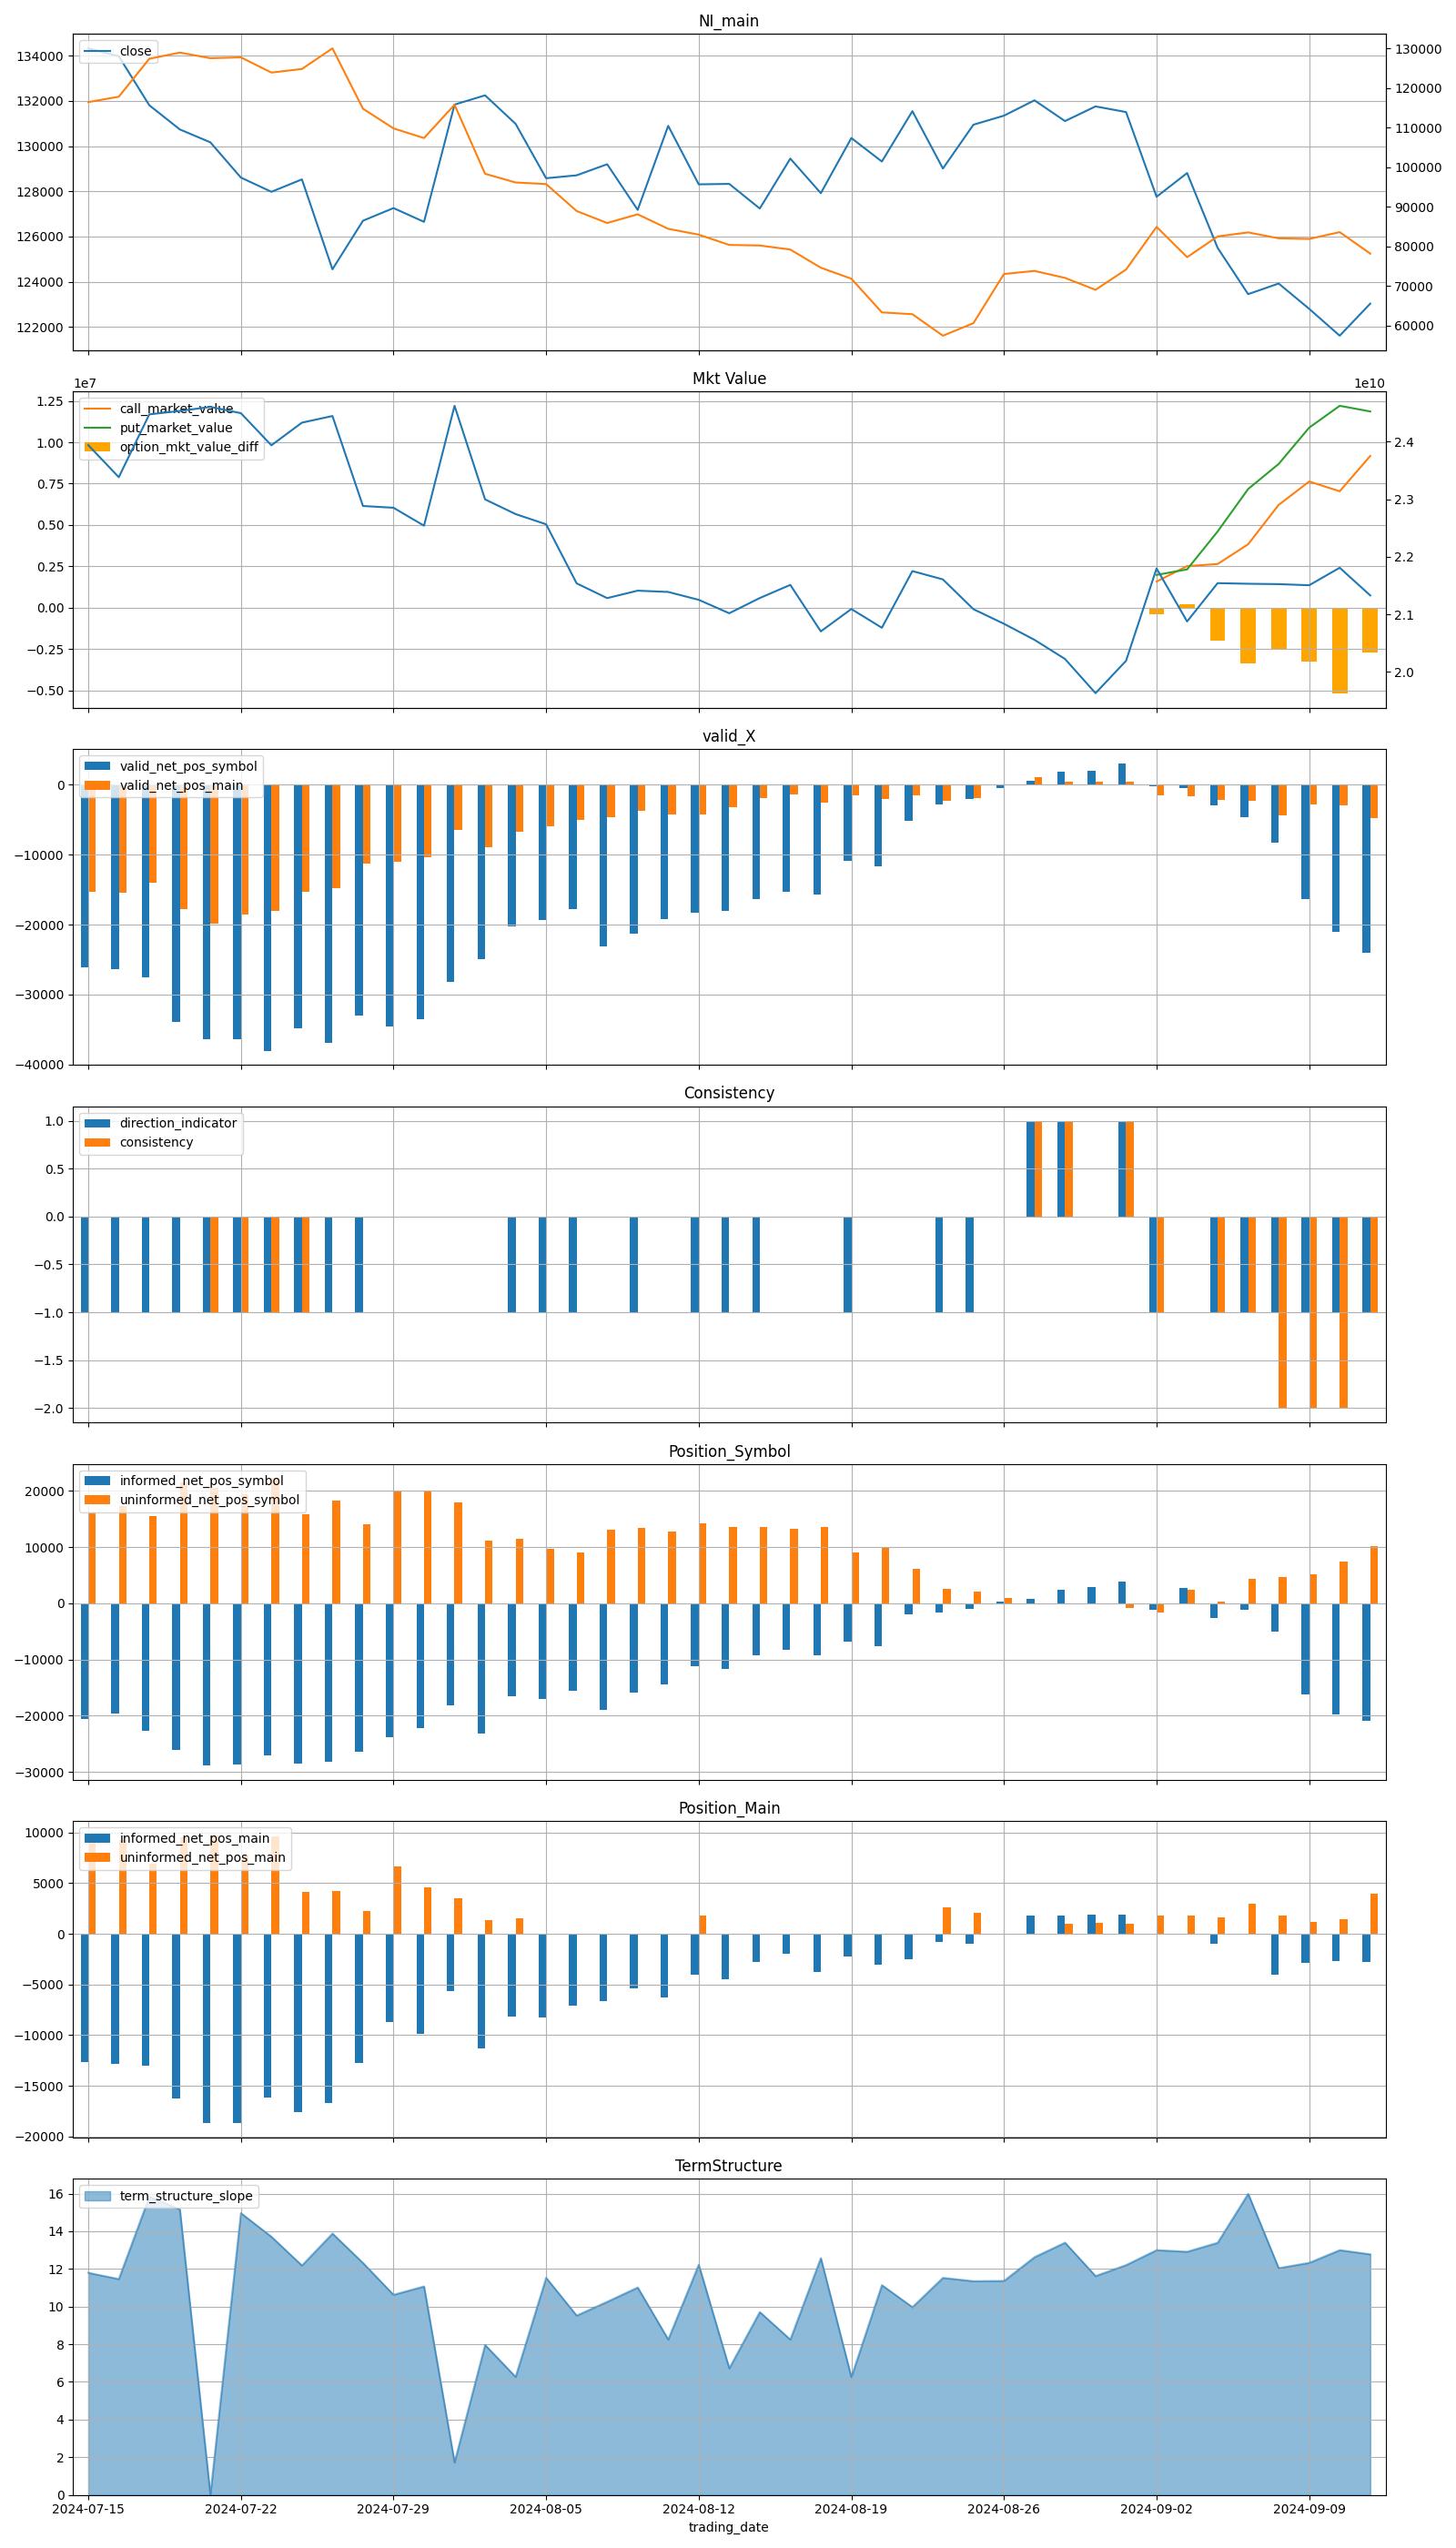 NI_main
close
134000
132000
130000
128000
126000
124000
122000
130000
120000
110000
100000
90000
80000
70000
60000
Mkt Value
1e7
1e10
call_market_value
put_market_value
option_mkt_value_diff
1.25
1.00
0.75
0.50
0.25
0.00
−0.25
−0.50
2.4
2.3
2.2
2.1
2.0
valid_X
valid_net_pos_symbol
valid_net_pos_main
0
−10000
−20000
−30000
−40000
Consistency
direction_indicator
consistency
1.0
0.5
0.0
−0.5
−1.0
−1.5
−2.0
Position_Symbol
informed_net_pos_symbol
uninformed_net_pos_symbol
20000
10000
0
−10000
−20000
−30000
Position_Main
informed_net_pos_main
uninformed_net_pos_main
10000
5000
0
−5000
−10000
−15000
−20000
TermStructure
term_structure_slope
16
14
12
10
8
6
4
2
0
2024-07-15 2024-07-22 2024-07-29 2024-08-05 2024-08-12 2024-08-19 2024-08-26 2024-09-02 2024-09-09
trading_date